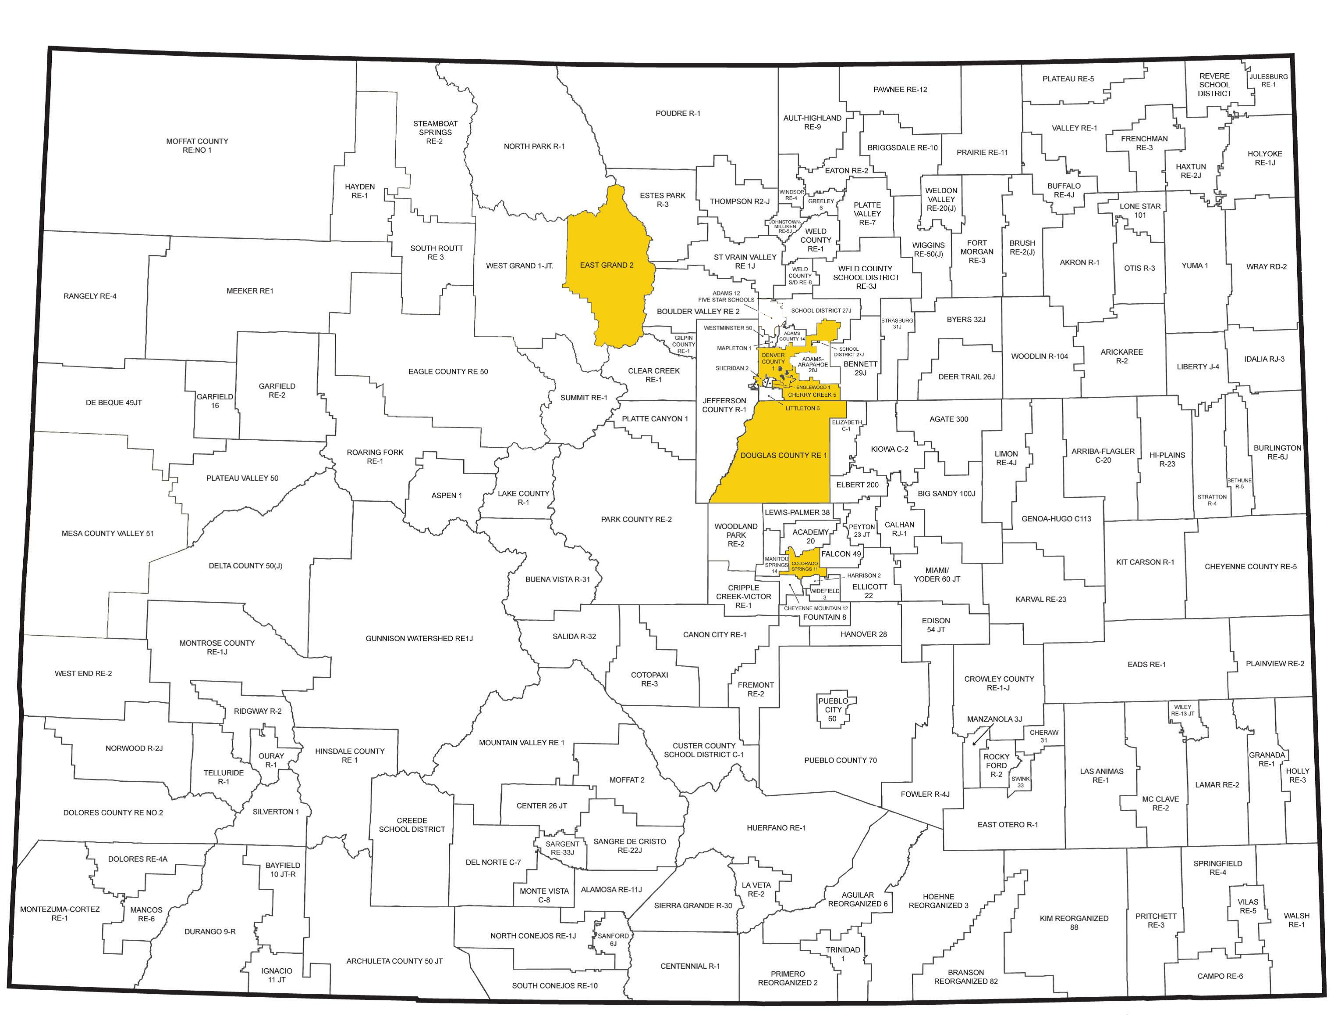 PLATEAU RE-5
REVERE
SCHOOL
DISTRICT
JULESBURG
RE-1
PAWNEE RE-12
POUDRE R-1
AULT-HIGHLAND
RE-9
STEAMBOAT
SPRINGS
RE-2
VALLEY RE-1
FRENCHMAN
RE-3
MOFFAT COUNTY
RE:NO 1
NORTH PARK R-1
BRIGGSDALE RE-10
PRAIRIE RE-11
HOLYOKE
RE-1J
HAXTUN
RE-2J
EATON RE-2
HAYDEN
RE-1
BUFFALO
RE-4J
ESTES PARK
R-3
THOMPSON R2-J
WINDSOR
RE-4
GREELEY
6
PLATTE
VALLEY
RE-7
WELDON
VALLEY
RE-20(J)
LONE STAR
101
JOHNSTOWN-
MILLIKEN
RE-5J
WELD
COUNTY
RE-1
SOUTH ROUTT
RE 3
WEST GRAND 1-JT.
EAST GRAND 2
ST VRAIN VALLEY
RE 1J
WIGGINS
RE-50(J)
FORT
MORGAN
RE-3
BRUSH
RE-2(J)
AKRON R-1
OTIS R-3
YUMA 1
WRAY RD-2
WELD
COUNTY
S/D RE-8
WELD COUNTY
SCHOOL DISTRICT
RE-3J
RANGELY RE-4
MEEKER RE1
ADAMS 12
FIVE STAR SCHOOLS
BOULDER VALLEY RE 2
SCHOOL DISTRICT 27J
STRASBURG
31J
BYERS 32J
WESTMINSTER 50
ADAMS
COUNTY 14
GILPIN
COUNTY
RE-1
MAPLETON 1
SCHOOL
DISTRICT 27J
DENVER
COUNTY
1
ADAMS-
ARAPAHOE
28J
BENNETT
29J
WOODLIN R-104
ARICKAREE
R-2
IDALIA RJ-3
LIBERTY J-4
EAGLE COUNTY RE 50
CLEAR CREEK
RE-1
SHERIDAN 2
DEER TRAIL 26J
ENGLEWOOD 1
CHERRY CREEK 5
GARFIELD
RE-2
GARFIELD
16
DE BEQUE 49JT
SUMMIT RE-1
JEFFERSON
COUNTY R-1
LITTLETON 6
PLATTE CANYON 1
ELIZABETH
C-1
AGATE 300
ROARING FORK
RE-1
DOUGLAS COUNTY RE 1
KIOWA C-2
LIMON
RE-4J
ARRIBA-FLAGLER
C-20
HI-PLAINS
R-23
BURLINGTON
RE-6J
PLATEAU VALLEY 50
ELBERT 200
BETHUNE
R-5
ASPEN 1
LAKE COUNTY
R-1
BIG SANDY 100J
STRATTON
R-4
LEWIS-PALMER 38
PARK COUNTY RE-2
WOODLAND
PARK
RE-2
ACADEMY
20
PEYTON
23 JT
CALHAN
RJ-1
GENOA-HUGO C113
MESA COUNTY VALLEY 51
FALCON 49
DELTA COUNTY 50(J)
MANITOU
SPRINGS
14
COLORADO
SPRINGS 11
KIT CARSON R-1
CHEYENNE COUNTY RE-5
BUENA VISTA R-31
HARRISON 2
MIAMI/
YODER 60 JT
CRIPPLE
CREEK-VICTOR
RE-1
WIDEFIELD
3
ELLICOTT
22
KARVAL RE-23
CHEYENNE MOUNTAIN 12
FOUNTAIN 8
EDISON
54 JT
GUNNISON WATERSHED RE1J
SALIDA R-32
CANON CITY RE-1
HANOVER 28
MONTROSE COUNTY
RE-1J
EADS RE-1
PLAINVIEW RE-2
WEST END RE-2
COTOPAXI
RE-3
FREMONT
RE-2
CROWLEY COUNTY
RE-1-J
PUEBLO
CITY
60
RIDGWAY R-2
MANZANOLA 3J
WILEY
RE-13 JT
CHERAW
31
NORWOOD R-2J
OURAY
R-1
HINSDALE COUNTY
RE 1
MOUNTAIN VALLEY RE 1
CUSTER COUNTY
SCHOOL DISTRICT C-1
PUEBLO COUNTY 70
ROCKY
FORD
R-2
GRANADA
RE-1
HOLLY
RE-3
TELLURIDE
R-1
MOFFAT 2
SWINK
33
LAS ANIMAS
RE-1
LAMAR RE-2
FOWLER R-4J
MC CLAVE
RE-2
DOLORES COUNTY RE NO.2
SILVERTON 1
CENTER 26 JT
CREEDE
SCHOOL DISTRICT
EAST OTERO R-1
HUERFANO RE-1
SARGENT
RE-33J
SANGRE DE CRISTO
RE-22J
DOLORES RE-4A
BAYFIELD
10 JT-R
DEL NORTE C-7
SPRINGFIELD
RE-4
MONTE VISTA
C-8
ALAMOSA RE-11J
LA VETA
RE-2
AGUILAR
REORGANIZED 6
HOEHNE
REORGANIZED 3
MONTEZUMA-CORTEZ
RE-1
MANCOS
RE-6
SIERRA GRANDE R-30
VILAS
RE-5
KIM REORGANIZED
88
PRITCHETT
RE-3
WALSH
RE-1
DURANGO 9-R
NORTH CONEJOS RE-1J
SANFORD
6J
TRINIDAD
1
ARCHULETA COUNTY 50 JT
CENTENNIAL R-1
IGNACIO
11 JT
PRIMERO
REORGANIZED 2
BRANSON
REORGANIZED 82
CAMPO RE-6
SOUTH CONEJOS RE-10